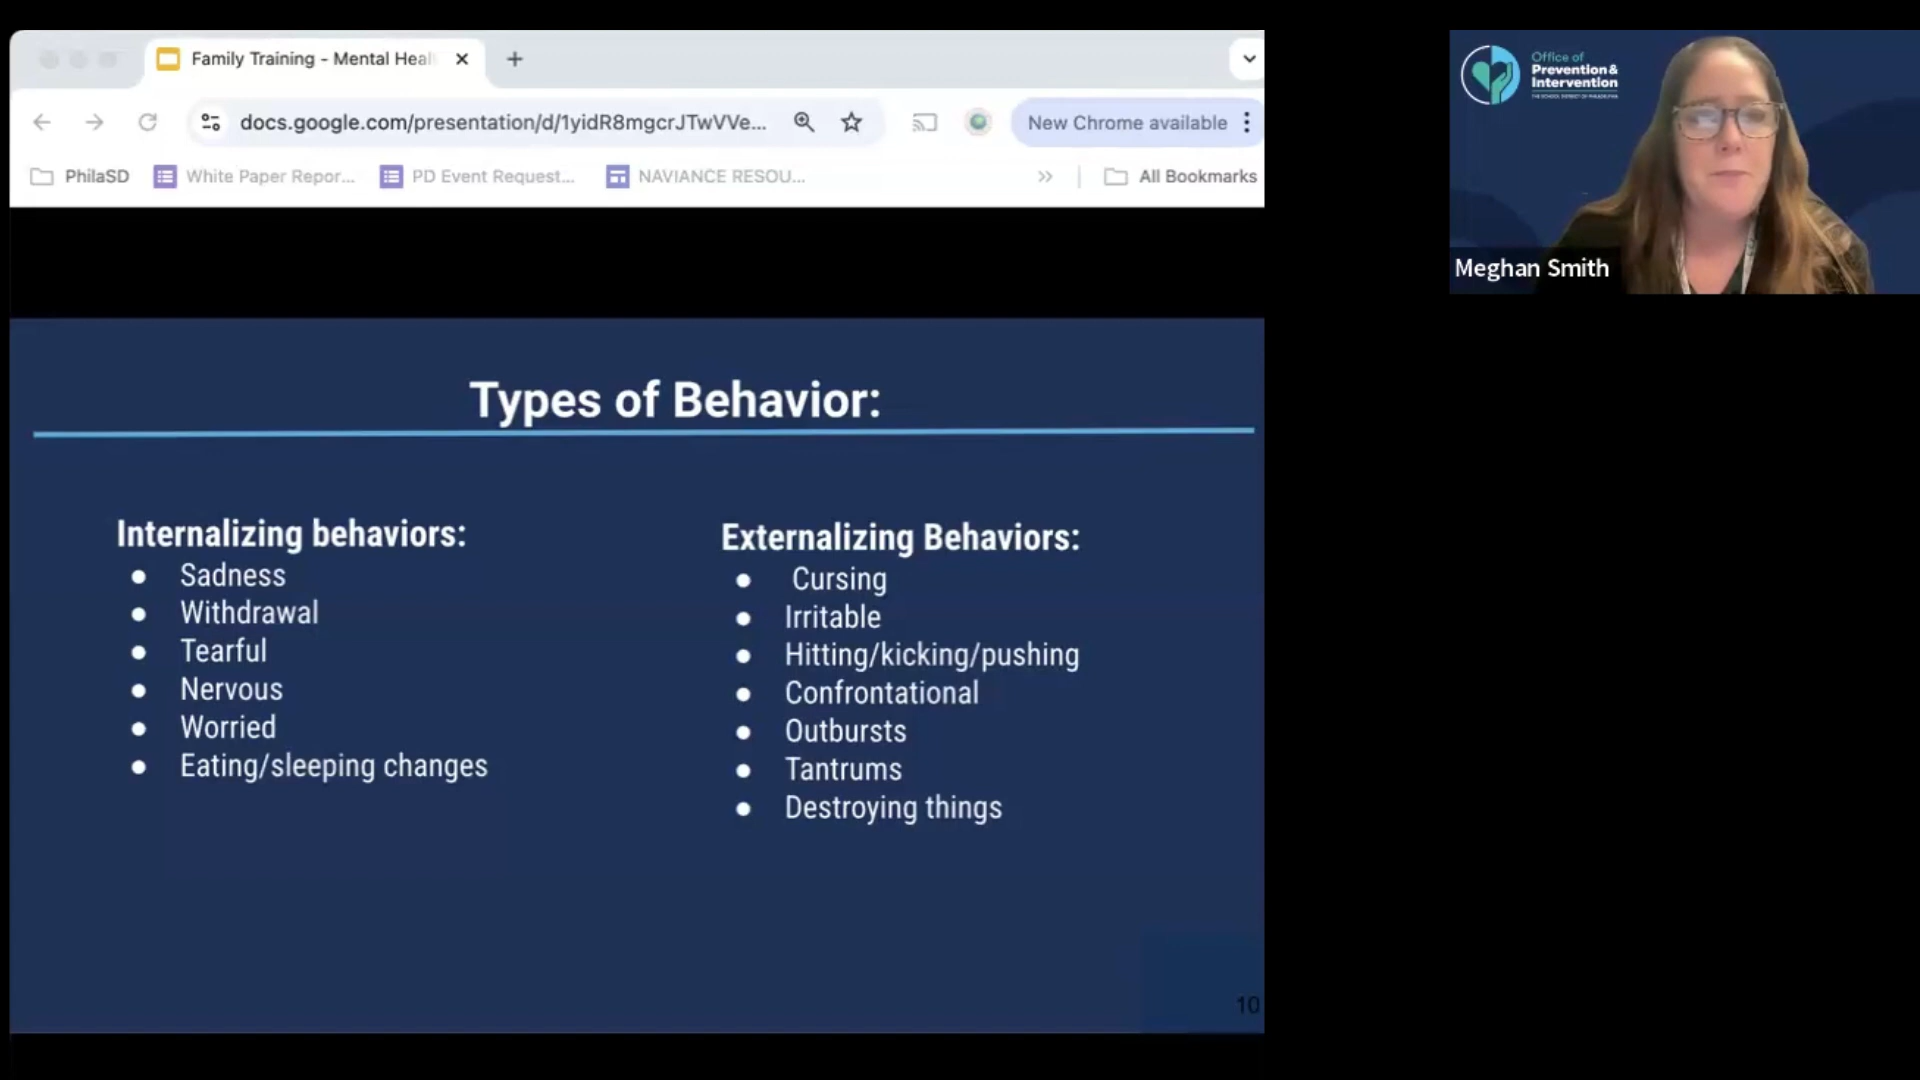 Family Training - Mental Heal
docs.google.com/presentation/d/1yidR8mgcrJTwVVe...
New Chrome available
PhilaSD
White Paper Repor...
PD Event Request...
NAVIANCE RESOU...
All Bookmarks
Types of Behavior:
Internalizing behaviors:
● Sadness
● Withdrawal
● Tearful
● Nervous
● Worried
● Eating/sleeping changes
Externalizing Behaviors:
● Cursing
● Irritable
● Hitting/kicking/pushing
● Confrontational
● Outbursts
● Tantrums
● Destroying things
10
Office of
Prevention &
Intervention
THE SCHOOL DISTRICT OF PHILADELPHIA
Meghan Smith